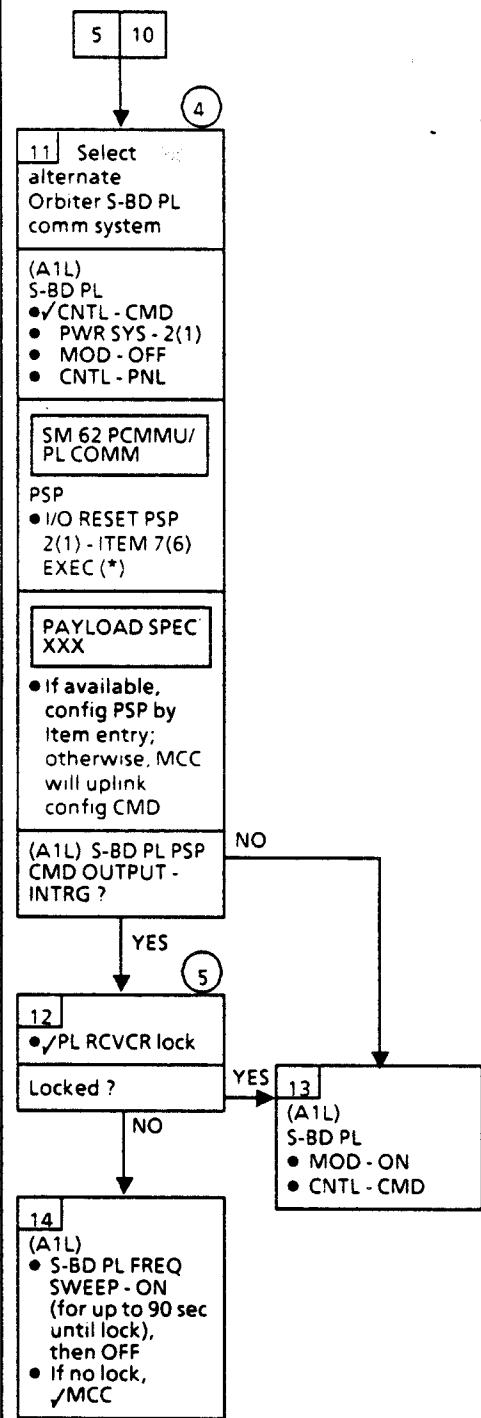 5 10
4
11 Select
alternate
Orbiter S-BD PL
comm system
(A1L)
S-BD PL
●√CNTL - CMD
● PWR SYS - 2(1)
● MOD - OFF
● CNTL - PNL
SM 62 PCMMU/
PL COMM
PSP
● I/O RESET PSP
2(1) - ITEM 7(6)
EXEC (*)
PAYLOAD SPEC
XXX
● If available,
config PSP by
Item entry;
otherwise, MCC
will uplink
config CMD
(A1L) S-BD PL PSP
CMD OUTPUT -
INTRG ?
NO
YES
5
12
●√PL RCVCR lock
Locked ?
YES
NO
13
(A1L)
S-BD PL
● MOD - ON
● CNTL - CMD
14
(A1L)
● S-BD PL FREQ
SWEEP - ON
(for up to 90 sec
until lock),
then OFF
● If no lock,
√MCC